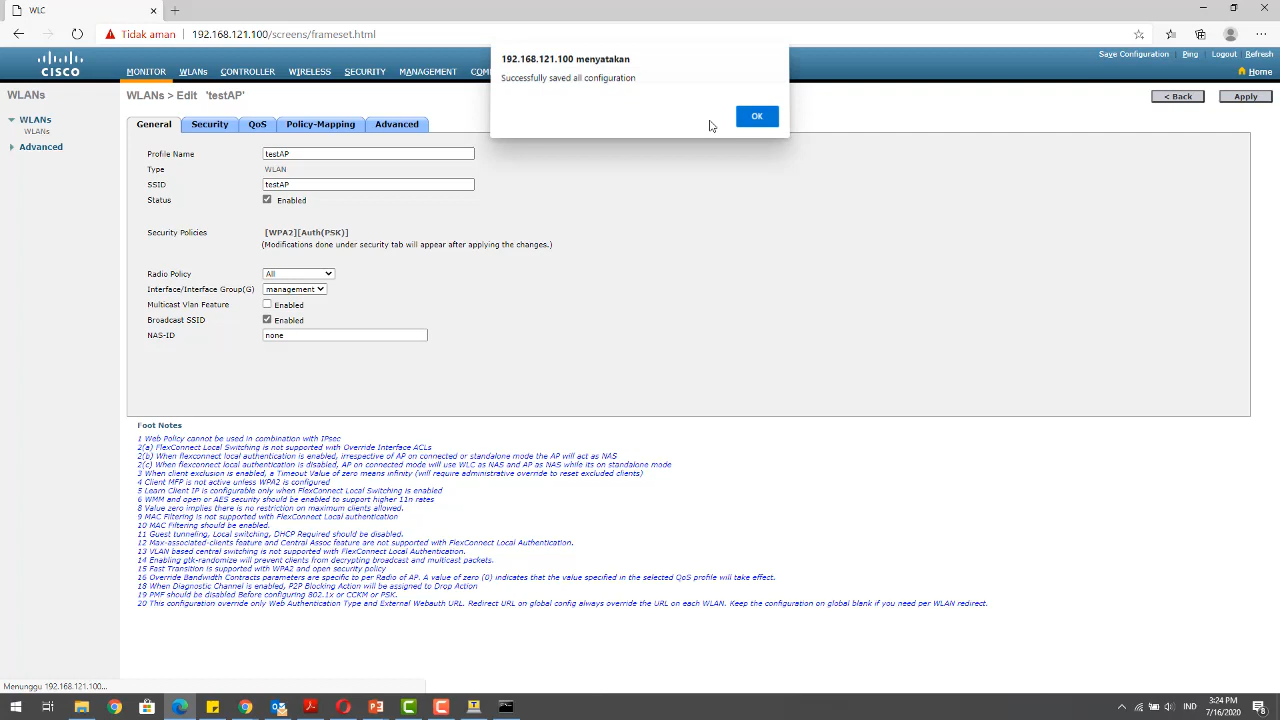 WLC
Tidak aman
192.168.121.100/screens/frameset.html
192.168.121.100 menyatakan
Successfully saved all configuration
OK
Save Configuration Ping Logout Refresh
CISCO
MONITOR WLANs CONTROLLER WIRELESS SECURITY MANAGEMENT COM
Home
WLANs
WLANs > Edit 'testAP'
< Back Apply
WLANs
WLANs
Advanced
General Security QoS Policy-Mapping Advanced
Profile Name testAP
Type WLAN
SSID testAP
Status Enabled
Security Policies [WPA2][Auth(PSK)]
(Modifications done under security tab will appear after applying the changes.)
Radio Policy All
Interface/Interface Group(G) management
Multicast Vlan Feature Enabled
Broadcast SSID Enabled
NAS-ID none
Foot Notes
1 Web Policy cannot be used in combination with IPsec
2(a) FlexConnect Local Switching is not supported with Override Interface ACLs
2(b) When flexconnect local authentication is enabled, irrespective of AP on connected or standalone mode the AP will act as NAS
2(c) When flexconnect local authentication is disabled, AP on connected mode will use WLC as NAS and AP as NAS while its on standalone mode
3 When client exclusion is enabled, a Timeout Value of zero means infinity (will require administrative override to reset excluded clients)
4 Client MFP is not active unless WPA2 is configured
5 Learn Client IP is configurable only when FlexConnect Local Switching is enabled
6 WMM and open or AES security should be enabled to support higher 11n rates
8 Value zero implies there is no restriction on maximum clients allowed.
9 MAC Filtering is not supported with FlexConnect Local authentication
10 MAC Filtering should be enabled.
11 Guest tunneling, Local switching, DHCP Required should be disabled.
12 Max-associated-clients feature and Central Assoc feature are not supported with FlexConnect Local Authentication.
13 VLAN based central switching is not supported with FlexConnect Local Authentication.
14 Enabling gtk-randomize will prevent clients from decrypting broadcast and multicast packets.
15 Fast Transition is supported with WPA2 and open security policy
16 Override Bandwidth Contracts parameters are specific to per Radio of AP. A value of zero (0) indicates that the value specified in the selected QoS profile will take effect.
18 When Diagnostic Channel is enabled, P2P Blocking Action will be assigned to Drop Action
19 PMF should be disabled Before configuring 802.1x or CCKM or PSK.
20 This configuration override only Web Authentication Type and External Webauth URL. Redirect URL on global config always override the URL on each WLAN. Keep the configuration on global blank if you need per WLAN redirect.
Menunggu 192.168.121.100...
IND
3:24 PM
7/16/2020